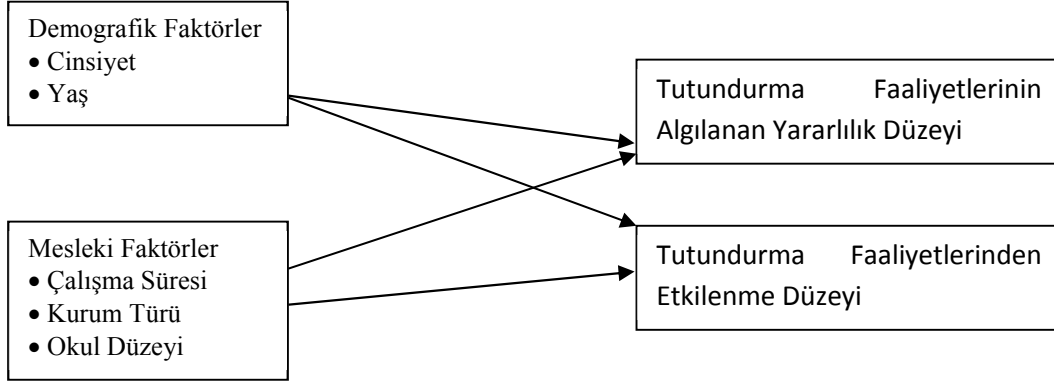 Demografik Faktörler
• Cinsiyet
• Yaş
Tutundurma Faaliyetlerinin
Algılanan Yararlılık Düzeyi
Mesleki Faktörler
• Çalışma Süresi
• Kurum Türü
• Okul Düzeyi
Tutundurma Faaliyetlerinden
Etkilenme Düzeyi